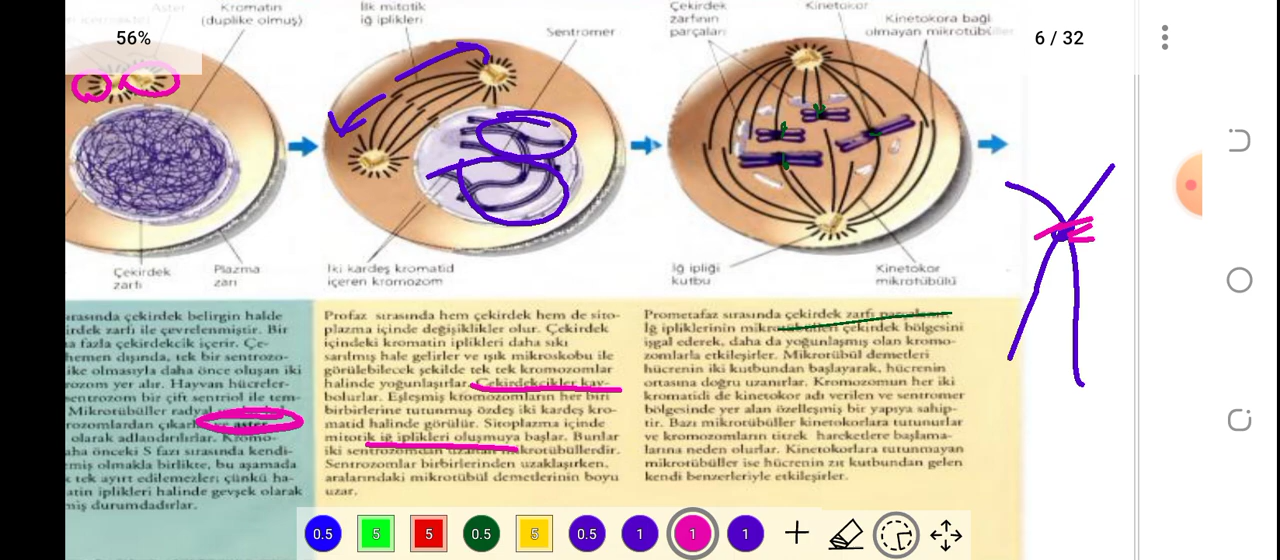 56%
6 / 32
Aster
Kromatin
(duplike olmuş)
İlk mitotik
iğ iplikleri
Sentromer
Çekirdek
zarfının
parçaları
Kinetokor
Kinetokora bağlı
olmayan mikrotübüller
Çekirdek
zarfı
Plazma
zarı
İki kardeş kromatid
içeren kromozom
İğ ipliği
kutbu
Kinetokor
mikrotübülü
rasında çekirdek belirgin halde
irdek zarfı ile çevrelenmiştir. Bir
a fazla çekirdekcik içerir. Çe-
hemen dışında, tek bir sentrozo-
ike olmasıyla daha önce oluşan iki
rozom yer alır. Hayvan hücreler-
sentrozom bir çift sentriol ile tem-
Mikrotübüller radyal
rozomlardan çıkarlar ve aster
olarak adlandırılırlar. Kromo-
aha önceki S fazı sırasında kendi-
miş olmakla birlikte, bu aşamada
tek ayırt edilemezler; çünkü ha-
atin iplikleri halinde gevşek olarak
miş durumdadırlar.
Profaz sırasında hem çekirdek hem de sito-
plazma içinde değişiklikler olur. Çekirdek
içindeki kromatin iplikleri daha sıkı
sarılmış hale gelirler ve ışık mikroskobu ile
görülebilecek şekilde tek tek kromozomlar
halinde yoğunlaşırlar. Çekirdekcikler kay-
bolurlar. Eşleşmiş kromozomların her biri
birbirlerine tutunmuş özdeş iki kardeş kro-
matid halinde görülür. Sitoplazma içinde
mitotik iğ iplikleri oluşmuya başlar. Bunlar
iki sentrozomdan uzanan mikrotübüllerdir.
Sentrozomlar birbirlerinden uzaklaşırken,
aralarındaki mikrotübül demetlerinin boyu
uzar.
Prometafaz sırasında çekirdek zarfı parçalanır.
İğ ipliklerinin mikrotübülleri çekirdek bölgesini
işgal ederek, daha da yoğunlaşmış olan kromo-
zomlarla etkileşirler. Mikrotübül demetleri
hücrenin iki kutbundan başlayarak, hücrenin
ortasına doğru uzanırlar. Kromozomun her iki
kromatidi de kinetokor adı verilen ve sentromer
bölgesinde yer alan özelleşmiş bir yapıya sahip-
tir. Bazı mikrotübüller kinetokorlara tutunurlar
ve kromozomların titrek hareketlere başlama-
larına neden olurlar. Kinetokorlara tutunmayan
mikrotübüller ise hücrenin zıt kutbundan gelen
kendi benzerleriyle etkileşirler.
0.5
5
5
0.5
5
0.5
1
1
1